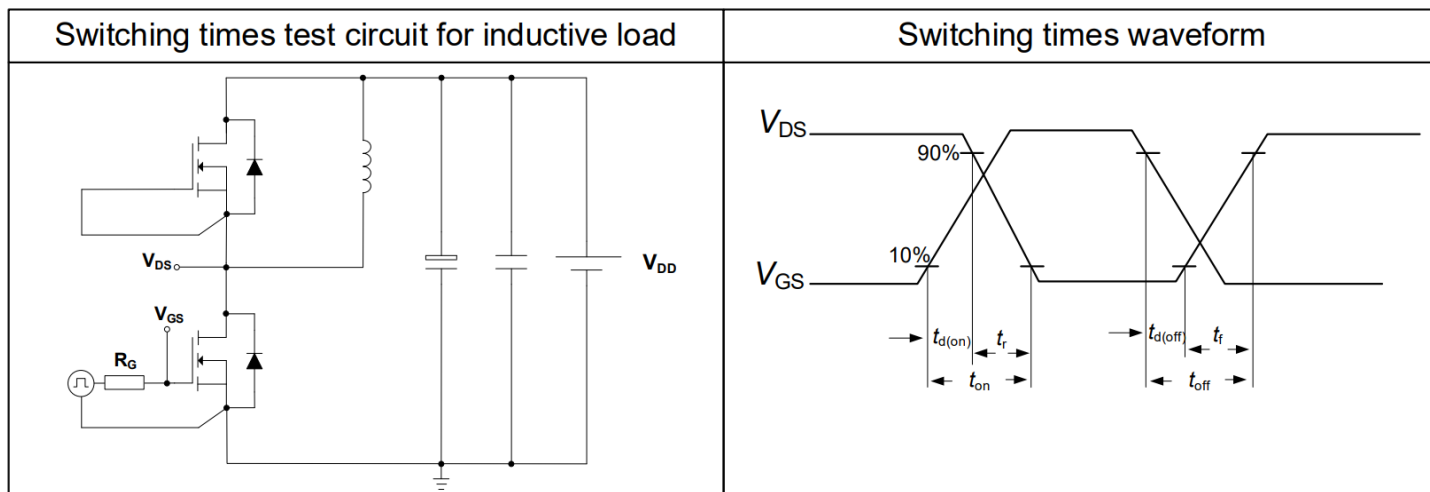 Switching times test circuit for inductive load
Switching times waveform
VDS
VGS
RG
VDD
VDS
90%
10%
VGS
td(on)
tr
td(off)
tf
ton
toff